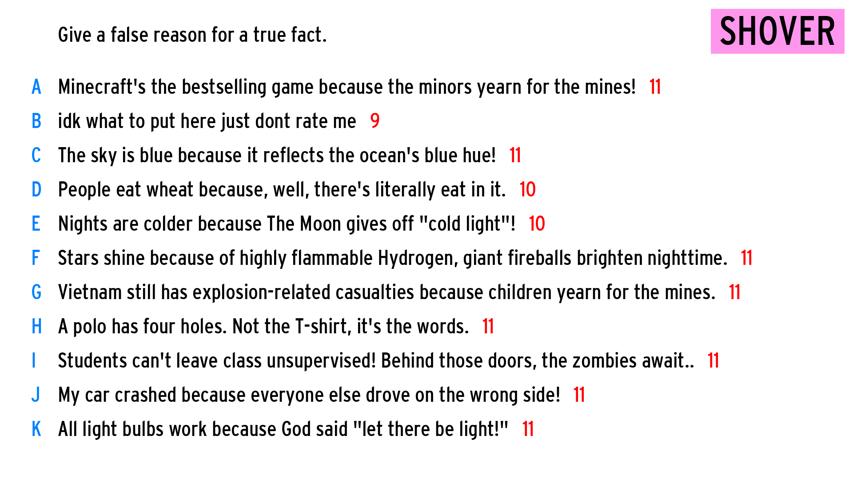 Give a false reason for a true fact.
SHOVER
A Minecraft's the bestselling game because the minors yearn for the mines! 11
B idk what to put here just dont rate me 9
C The sky is blue because it reflects the ocean's blue hue! 11
D People eat wheat because, well, there's literally eat in it. 10
E Nights are colder because The Moon gives off "cold light"! 10
F Stars shine because of highly flammable Hydrogen, giant fireballs brighten nighttime. 11
G Vietnam still has explosion-related casualties because children yearn for the mines. 11
H A polo has four holes. Not the T-shirt, it's the words. 11
I Students can't leave class unsupervised! Behind those doors, the zombies await.. 11
J My car crashed because everyone else drove on the wrong side! 11
K All light bulbs work because God said "let there be light!" 11